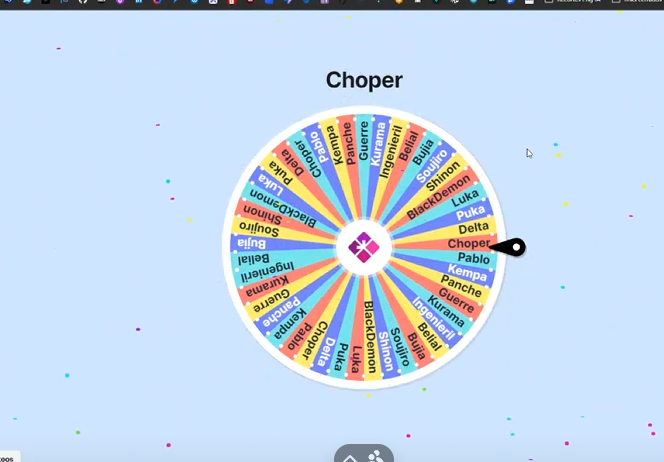 Choper
Guerre
Kurama
Ingenieril
Belial
Bujia
Soujiro
Shinon
BlackDemon
Luka
Puka
Delta
Choper
Pablo
Kempa
Panche
Guerre
Kurama
Ingenieril
Belial
Bujia
Soujiro
Shinon
BlackDemon
Luka
Puka
Delta
Choper
Pablo
Kempa
Panche
Guerre
Kurama
Ingenieril
Belial
Bujia
Soujiro
Shinon
BlackDemon
Luka
Puka
Delta
Choper
Pablo
Kempa
Panche